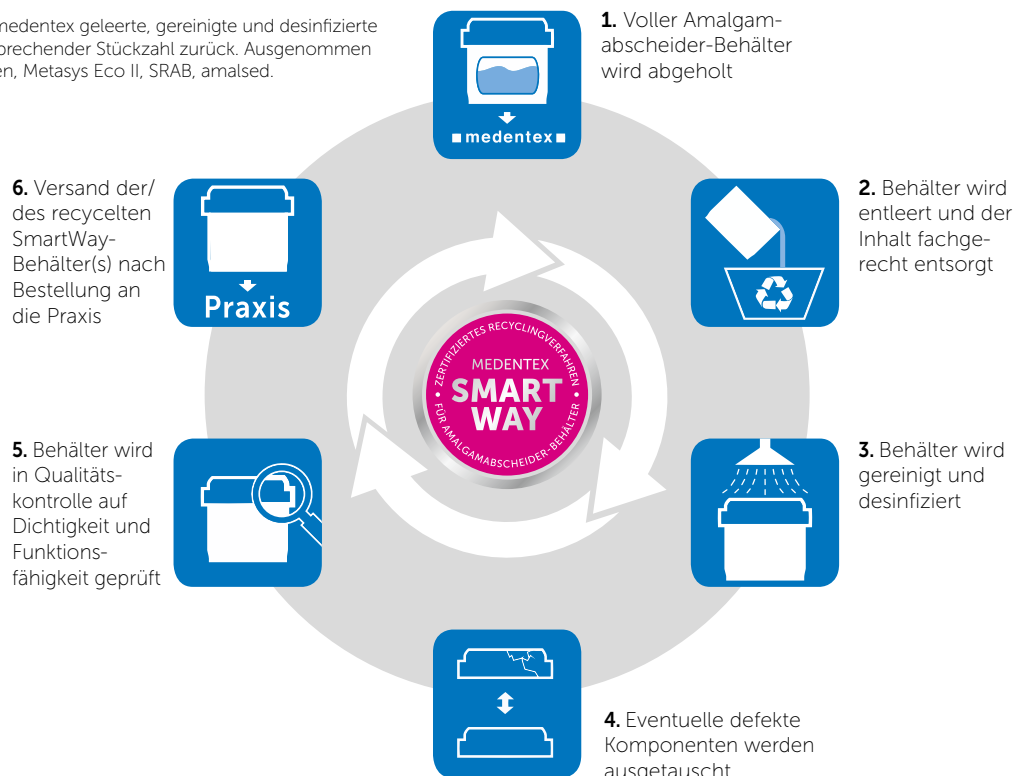 medentex geleerte, gereinigte und desinfizierte
prechender Stückzahl zurück. Ausgenommen
en, Metasys Eco II, SRAB, amalsed.
1. Voller Amalgam-
abscheider-Behälter
wird abgeholt
medentex
2. Behälter wird
entleert und der
Inhalt fachge-
recht entsorgt
3. Behälter wird
gereinigt und
desinfiziert
4. Eventuelle defekte
Komponenten werden
ausgetauscht
5. Behälter wird
in Qualitäts-
kontrolle auf
Dichtigkeit und
Funktions-
fähigkeit geprüft
6. Versand der/
des recycelten
SmartWay-
Behälter(s) nach
Bestellung an
die Praxis
Praxis
ZERTIFIZIERTES RECYCLINGVERFAHREN
MEDENTEX
SMART
WAY
• FÜR AMALGAMABSCHEIDER-BEHÄLTER •